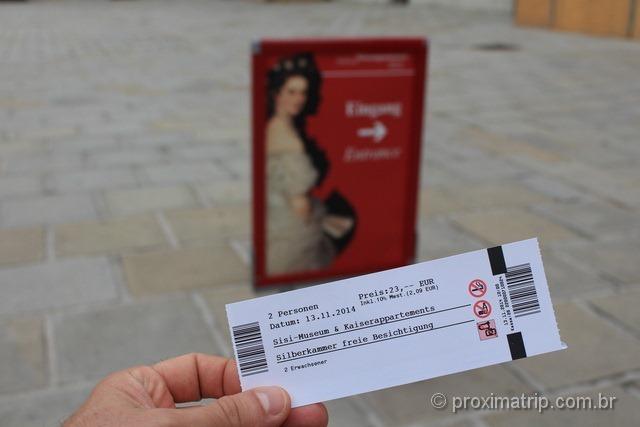 Eingang
Entrance
2 Personen
Preis:23,-- EUR
Datum: 13.11.2014
Inkl.10% Mwst.(2,09 EUR)
Sisi-Museum & Kaiserappartements
Silberkammer freie Besichtigung
2 Erwachsener
© proximatrip.com.br